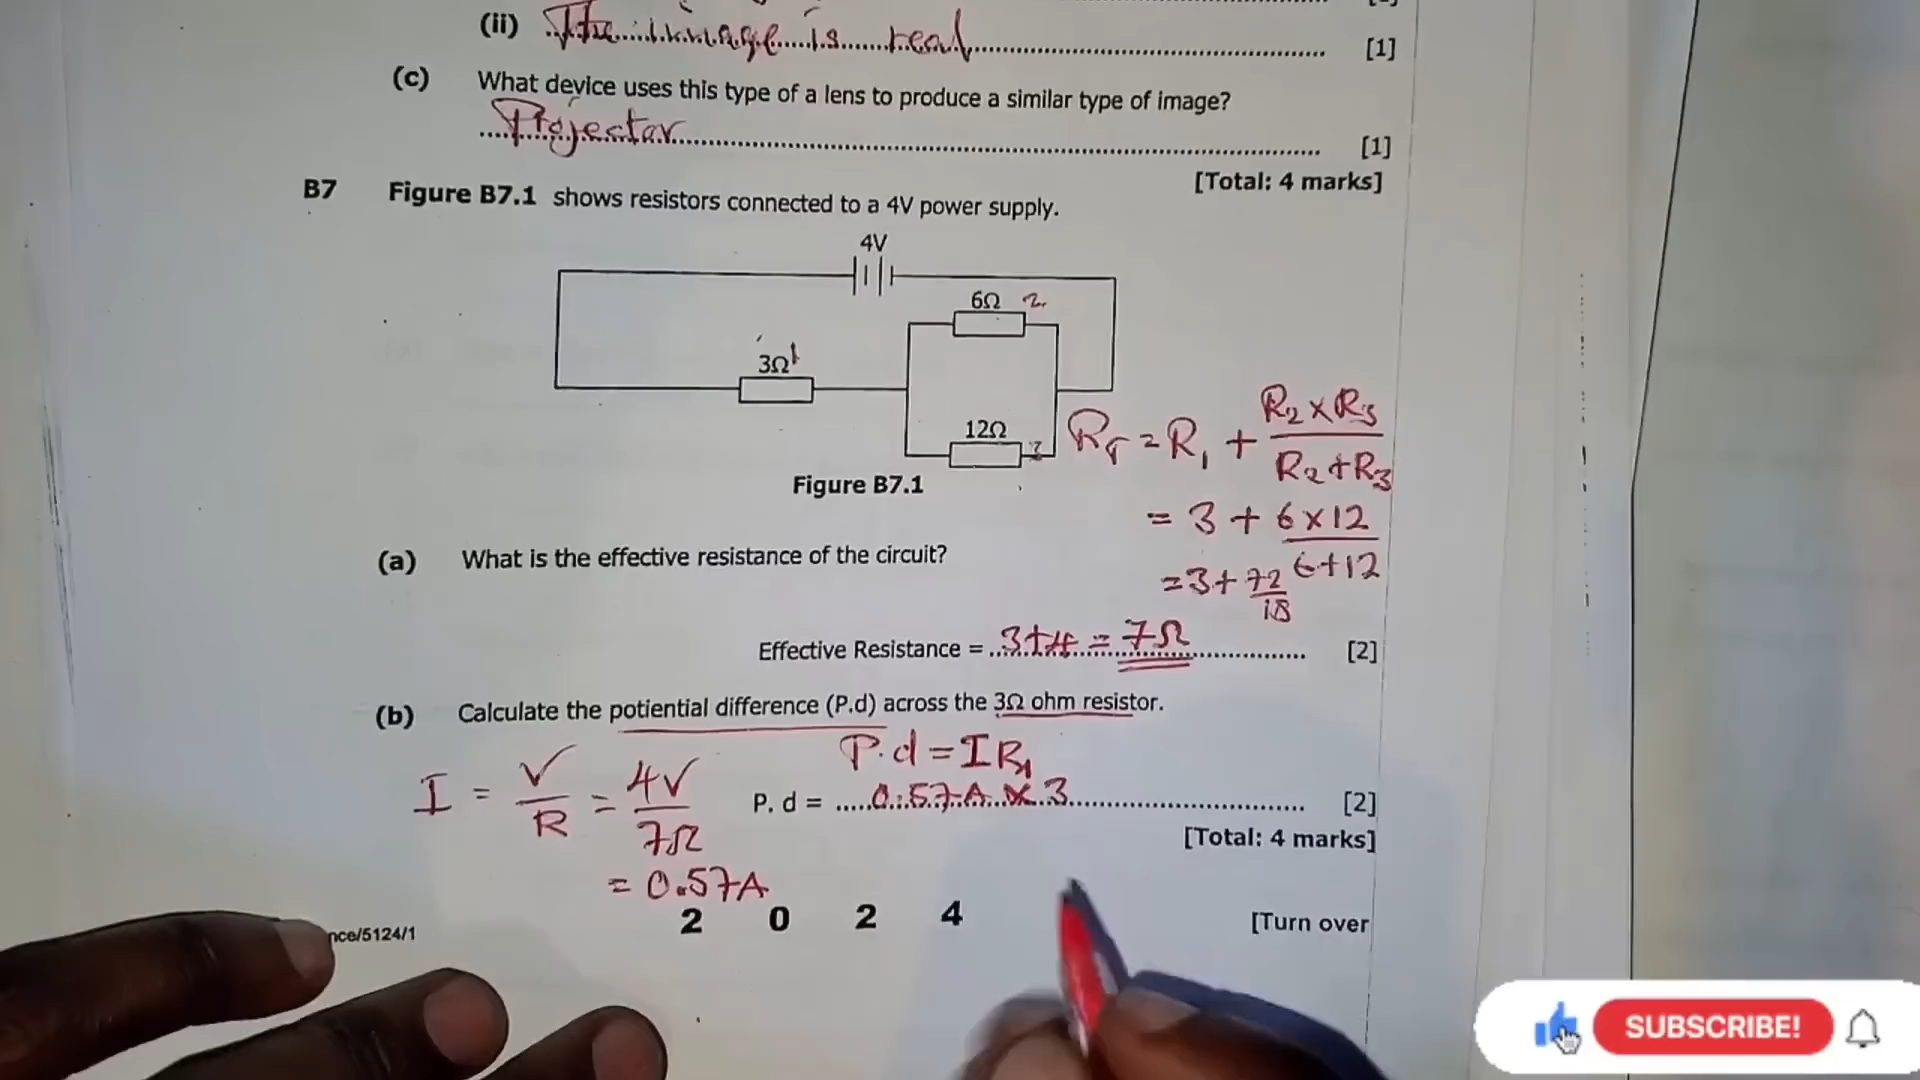 (ii) The image is real [1]
(c) What device uses this type of a lens to produce a similar type of image?
Projector [1]
[Total: 4 marks]
B7 Figure B7.1 shows resistors connected to a 4V power supply.
4V
6Ω 2
3Ω 1
12Ω 3
Figure B7.1
RT = R1 + R2 × R3 / R2 + R3
= 3 + 6 × 12 / 6 + 12
= 3 + 72/18
(a) What is the effective resistance of the circuit?
Effective Resistance = 3+4 = 7Ω [2]
(b) Calculate the potiential difference (P.d) across the 3Ω ohm resistor.
P.d = IR1
I = V/R = 4V/7Ω
P. d = 0.57A × 3 [2]
[Total: 4 marks]
= 0.57A
2 0 2 4
nce/5124/1
[Turn over
SUBSCRIBE!